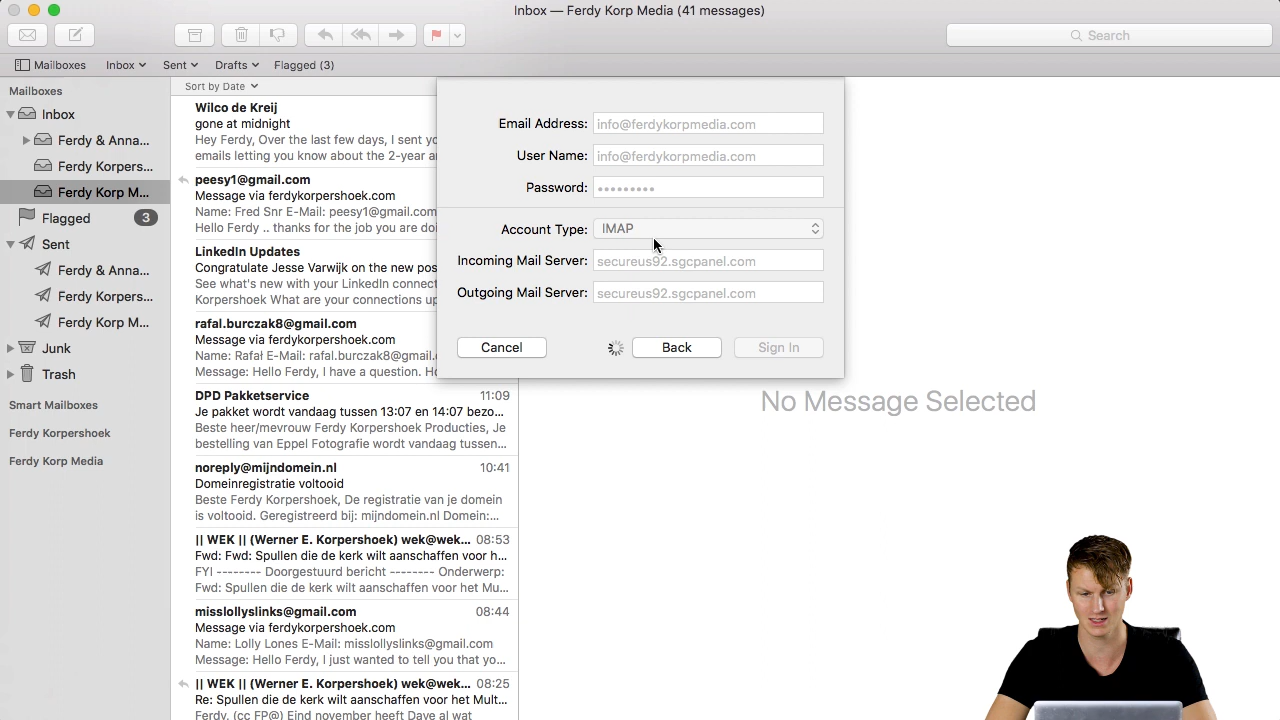 Inbox — Ferdy Korp Media (41 messages)
Search
Mailboxes Inbox Sent Drafts Flagged (3)
Mailboxes
Inbox
Ferdy & Anna...
Ferdy Korpers...
Ferdy Korp M...
Flagged 3
Sent
Ferdy & Anna...
Ferdy Korpers...
Ferdy Korp M...
Junk
Trash
Smart Mailboxes
Ferdy Korpershoek
Ferdy Korp Media
Sort by Date
Wilco de Kreij
gone at midnight
Hey Ferdy, Over the last few days, I sent yo
emails letting you know about the 2-year a
peesy1@gmail.com
Message via ferdykorpershoek.com
Name: Fred Snr E-Mail: peesy1@gmail.com
Hello Ferdy .. thanks for the job you are doi
LinkedIn Updates
Congratulate Jesse Varwijk on the new pos
See what's new with your LinkedIn connect
Korpershoek What are your connections up
rafal.burczak8@gmail.com
Message via ferdykorpershoek.com
Name: Rafał E-Mail: rafal.burczak8@gmail.
Message: Hello Ferdy, I have a question. Ho
DPD Pakketservice 11:09
Je pakket wordt vandaag tussen 13:07 en 14:07 bezo...
Beste heer/mevrouw Ferdy Korpershoek Producties, Je
bestelling van Eppel Fotografie wordt vandaag tussen...
noreply@mijndomein.nl 10:41
Domeinregistratie voltooid
Beste Ferdy Korpershoek, De registratie van je domein
is voltooid. Geregistreerd bij: mijndomein.nl Domein:...
|| WEK || (Werner E. Korpershoek) wek@wek... 08:53
Fwd: Fwd: Spullen die de kerk wilt aanschaffen voor h...
FYI -------- Doorgestuurd bericht -------- Onderwerp:
Fwd: Spullen die de kerk wilt aanschaffen voor het Mu...
misslollyslinks@gmail.com 08:44
Message via ferdykorpershoek.com
Name: Lolly Lones E-Mail: misslollyslinks@gmail.com
Message: Hello Ferdy, I just wanted to tell you that yo...
|| WEK || (Werner E. Korpershoek) wek@wek... 08:25
Re: Spullen die de kerk wilt aanschaffen voor het Mult...
Ferdy, (cc FP@) Eind november heeft Dave al wat
Email Address: info@ferdykorpmedia.com
User Name: info@ferdykorpmedia.com
Password:
Account Type: IMAP
Incoming Mail Server: secureus92.sgcpanel.com
Outgoing Mail Server: secureus92.sgcpanel.com
Cancel Back Sign In
No Message Selected